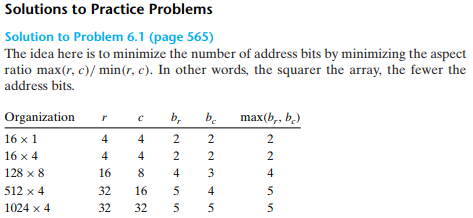 Solutions to Practice Problems
Solution to Problem 6.1 (page 565)
The idea here is to minimize the number of address bits by minimizing the aspect
ratio max(r, c)/ min(r, c). In other words, the squarer the array, the fewer the
address bits.
Organization r c b_r b_c max(b_r, b_c)
16 × 1 4 4 2 2 2
16 × 4 4 4 2 2 2
128 × 8 16 8 4 3 4
512 × 4 32 16 5 4 5
1024 × 4 32 32 5 5 5